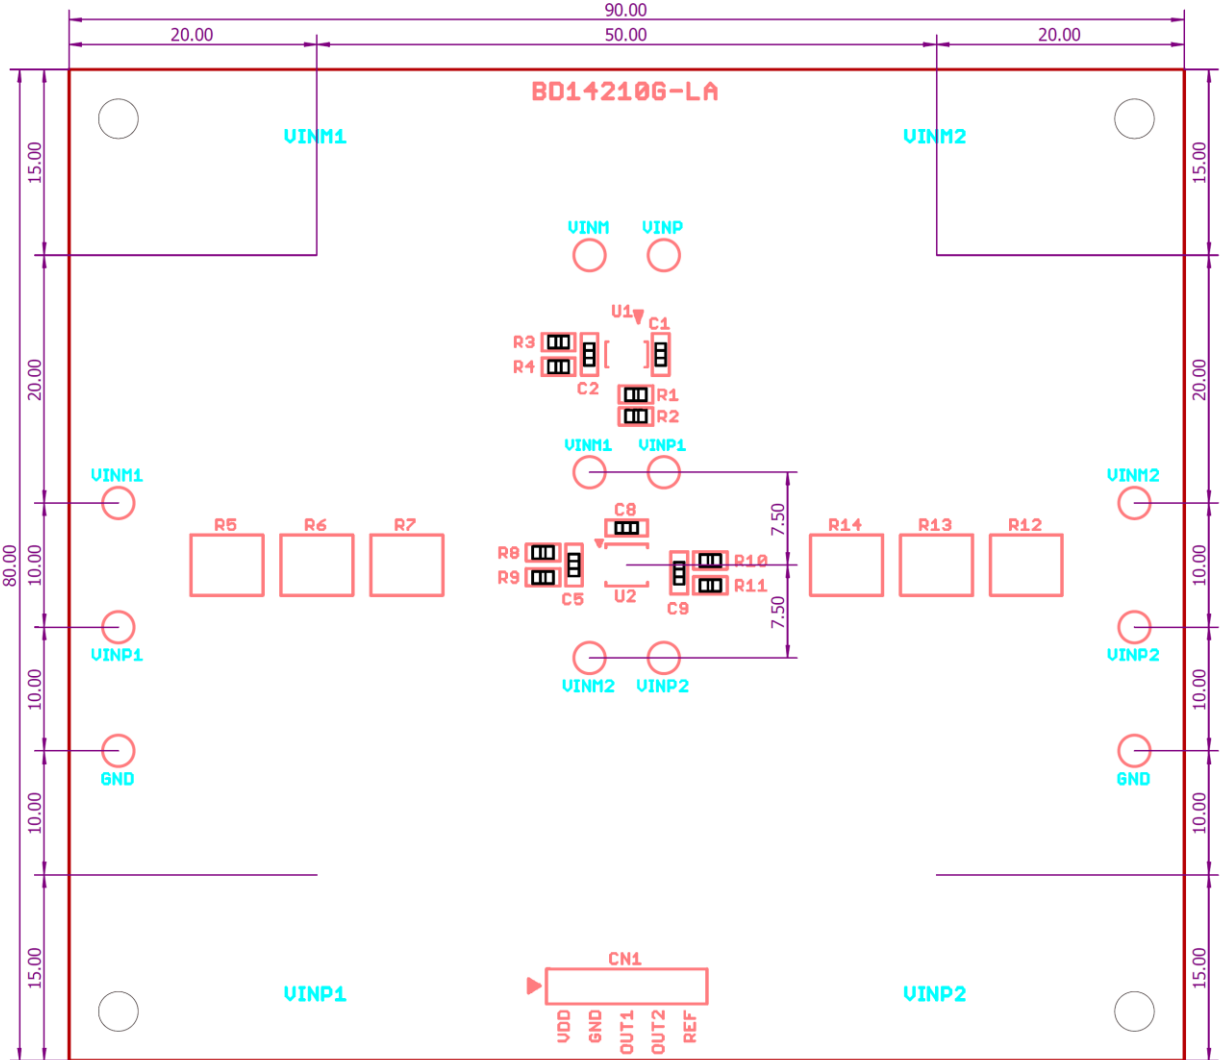 90.00
20.00 50.00 20.00
BD14210G-LA
VINM1 VINM2
15.00 15.00
VINM VINP
U1 C1
R3
R4
20.00 20.00
C2 R1
R2
VINM1 VINP1
VINM1 VINM2
7.50
C8
R5 R6 R7 R14 R13 R12
R8 R10
80.00 10.00 10.00
R9 R11
C5 U2 C9
7.50
VINP1 VINP2
VINM2 VINP2
10.00 10.00
GND GND
10.00 10.00
CN1
15.00 15.00
VINP1 VINP2
VDD GND OUT1 OUT2 REF